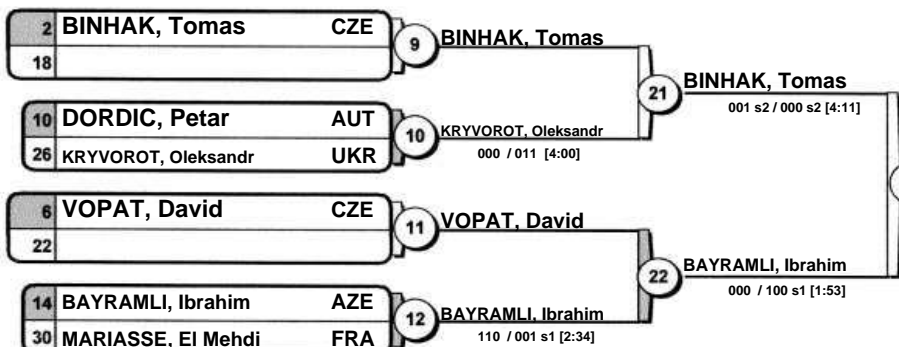 2 BINHAK, Tomas CZE
18
9 BINHAK, Tomas
10 DORDIC, Petar AUT
26 KRYVOROT, Oleksandr UKR
10 KRYVOROT, Oleksandr
000 / 011 [4:00]
21 BINHAK, Tomas
001 s2 / 000 s2 [4:11]
6 VOPAT, David CZE
22
11 VOPAT, David
14 BAYRAMLI, Ibrahim AZE
30 MARIASSE, El Mehdi FRA
12 BAYRAMLI, Ibrahim
110 / 001 s1 [2:34]
22 BAYRAMLI, Ibrahim
000 / 100 s1 [1:53]